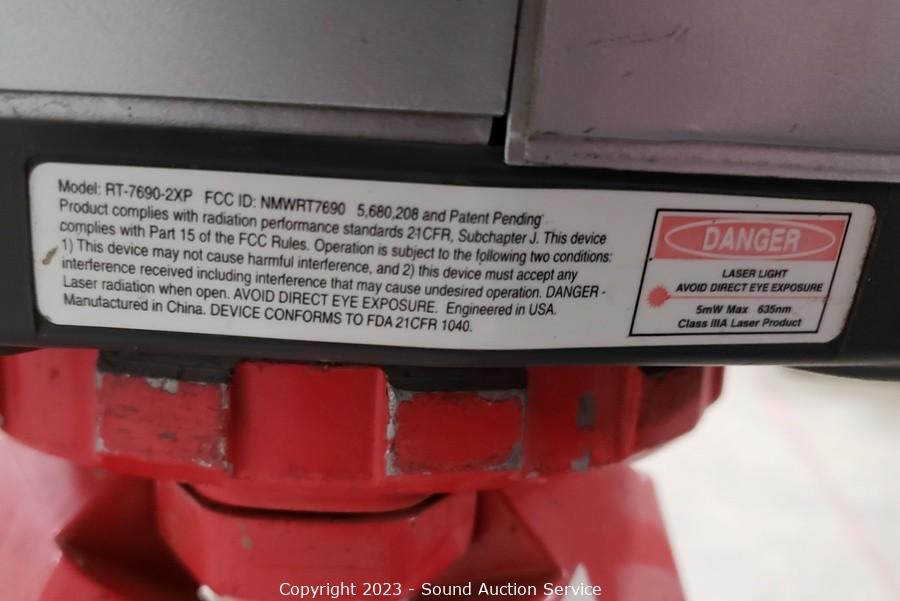 Model: RT-7690-2XP FCC ID: NMWRT7690 5,680,208 and Patent Pending
Product complies with radiation performance standards 21CFR, Subchapter J. This device
complies with Part 15 of the FCC Rules. Operation is subject to the following two conditions:
1) This device may not cause harmful interference, and 2) this device must accept any
interference received including interference that may cause undesired operation. DANGER -
Laser radiation when open. AVOID DIRECT EYE EXPOSURE. Engineered in USA.
Manufactured in China. DEVICE CONFORMS TO FDA 21CFR 1040.
DANGER
LASER LIGHT
AVOID DIRECT EYE EXPOSURE
5mW Max 635nm
Class IIIA Laser Product
Copyright 2023 - Sound Auction Service